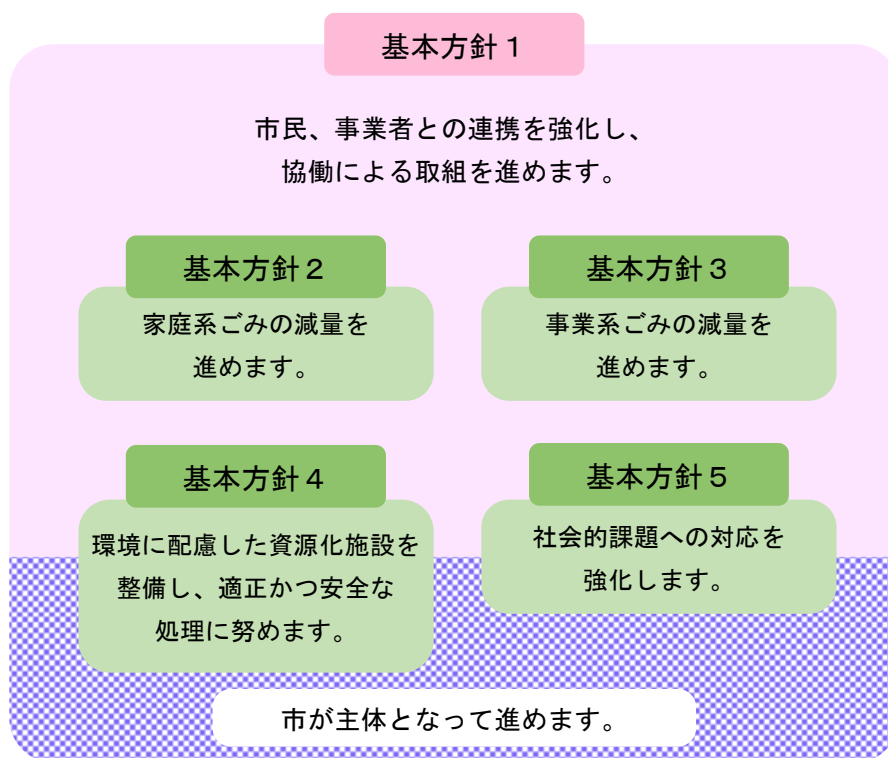 基本方針１
市民、事業者との連携を強化し、
協働による取組を進めます。
基本方針２
家庭系ごみの減量を
進めます。
基本方針３
事業系ごみの減量を
進めます。
基本方針４
環境に配慮した資源化施設を
整備し、適正かつ安全な
処理に努めます。
基本方針５
社会的課題への対応を
強化します。
市が主体となって進めます。